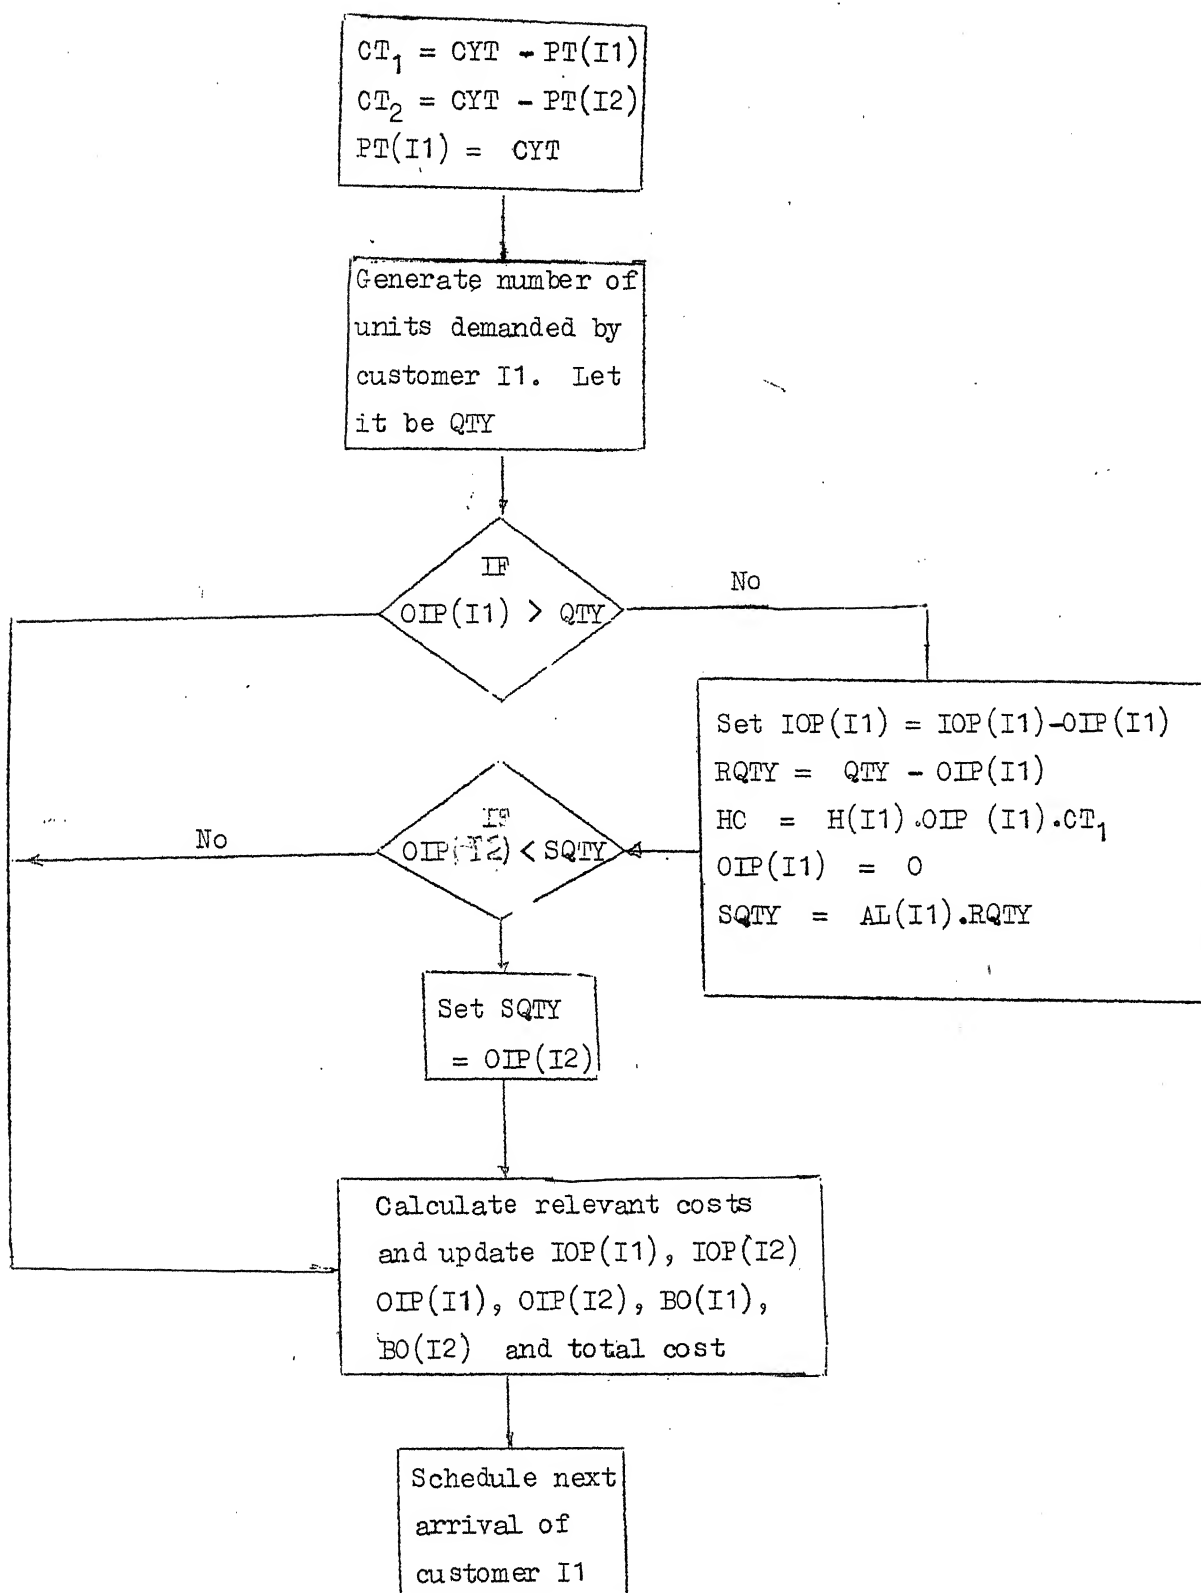 CT₁ = CYT - PT(I1)
CT₂ = CYT - PT(I2)
PT(I1) = CYT
Generate number of
units demanded by
customer I1. Let
it be QTY
IF
OIP(I1) > QTY
No
Set IOP(I1) = IOP(I1)-OIP(I1)
RQTY = QTY - OIP(I1)
HC = H(I1).OIP (I1).CT₁
OIP(I1) = 0
SQTY = AL(I1).RQTY
IF
OIP(I2) < SQTY
No
Set SQTY
= OIP(I2)
Calculate relevant costs
and update IOP(I1), IOP(I2)
OIP(I1), OIP(I2), BO(I1),
BO(I2) and total cost
Schedule next
arrival of
customer I1